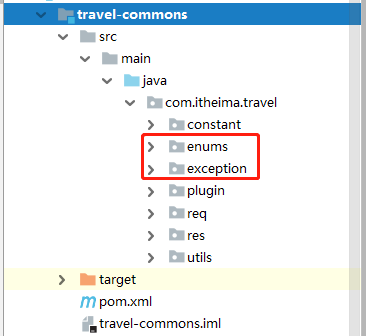 travel-commons
src
main
java
com.itheima.travel
constant
enums
exception
plugin
req
res
utils
target
pom.xml
travel-commons.iml